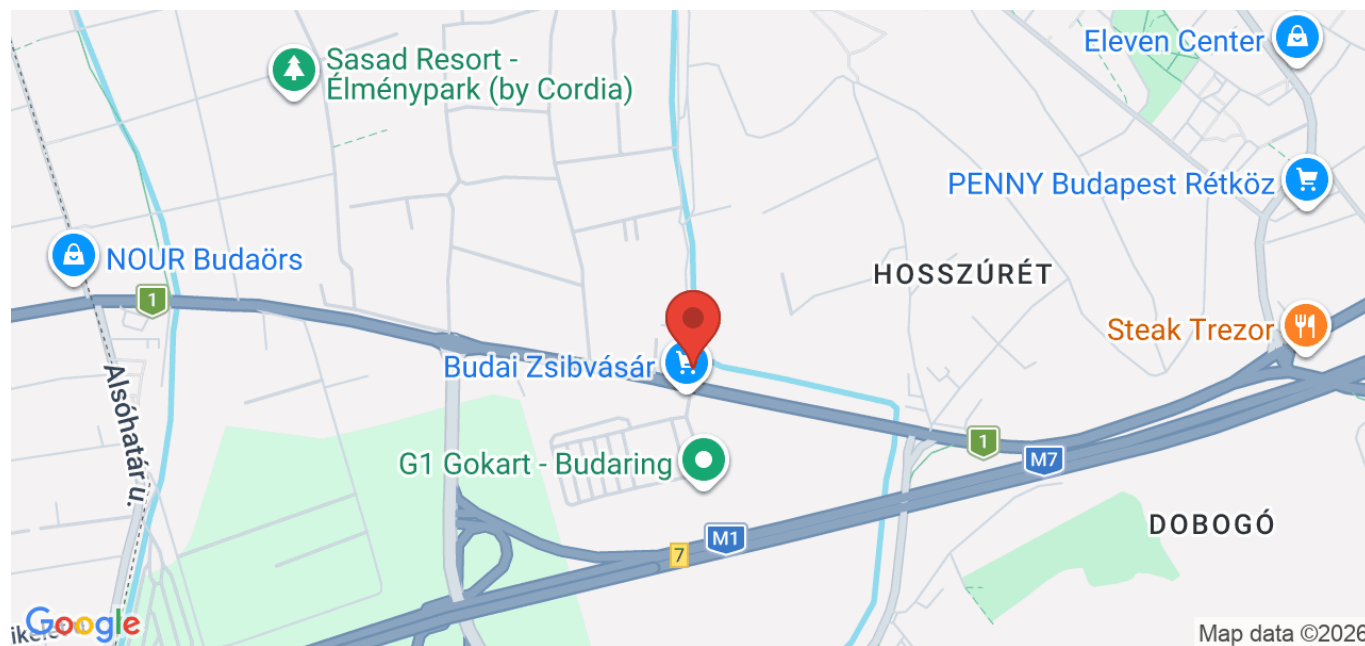 Eleven Center
Sasad Resort -
Élménypark (by Cordia)
PENNY Budapest Rétköz
NOUR Budaörs
HOSSZÚRÉT
1
Steak Trezor
Budai Zsibvásár
Alsóhatár u.
1
M7
G1 Gokart - Budaring
DOBOGÓ
M1
7
Google
Map data ©2026